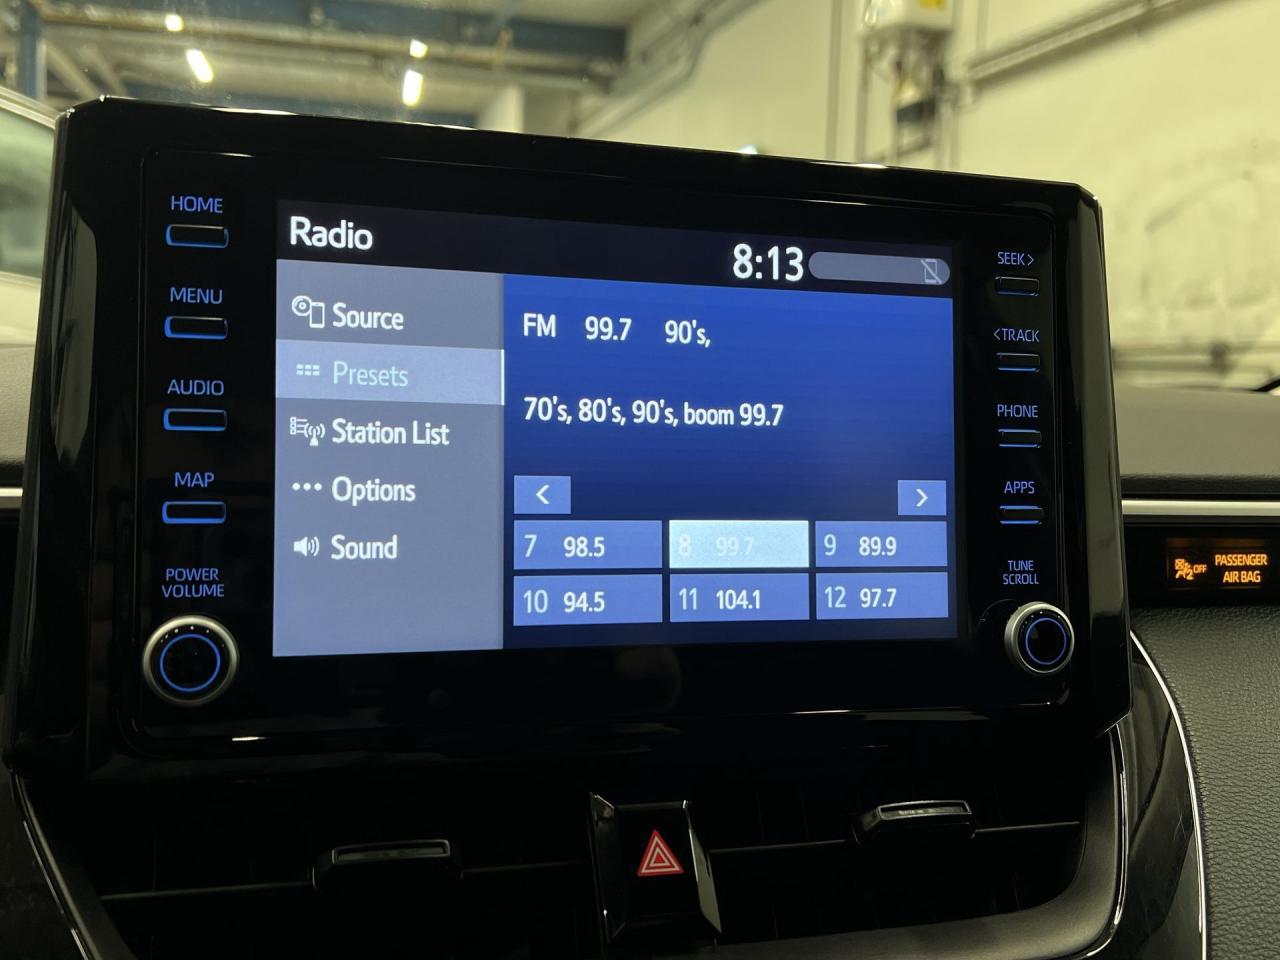 HOME
MENU
AUDIO
MAP
POWER
VOLUME
Radio
8:13
Source
Presets
Station List
Options
Sound
FM 99.7 90's,
70's, 80's, 90's, boom 99.7
<
>
7 98.5
8 99.7
9 89.9
10 94.5
11 104.1
12 97.7
SEEK>
<TRACK
PHONE
APPS
TUNE
SCROLL
OFF
PASSENGER
AIR BAG